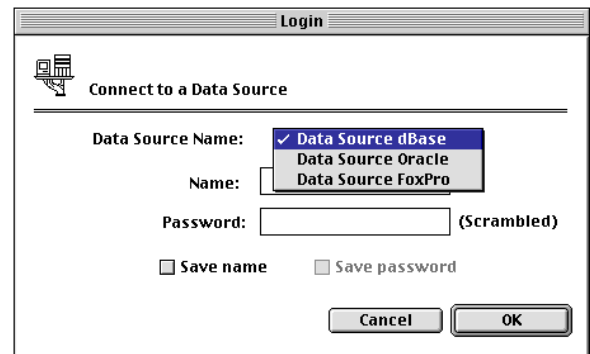 Login
Connect to a Data Source
Data Source Name:
✓ Data Source dBase
Data Source Oracle
Data Source FoxPro
Name:
Password:
(Scrambled)
Save name
Save password
Cancel
OK